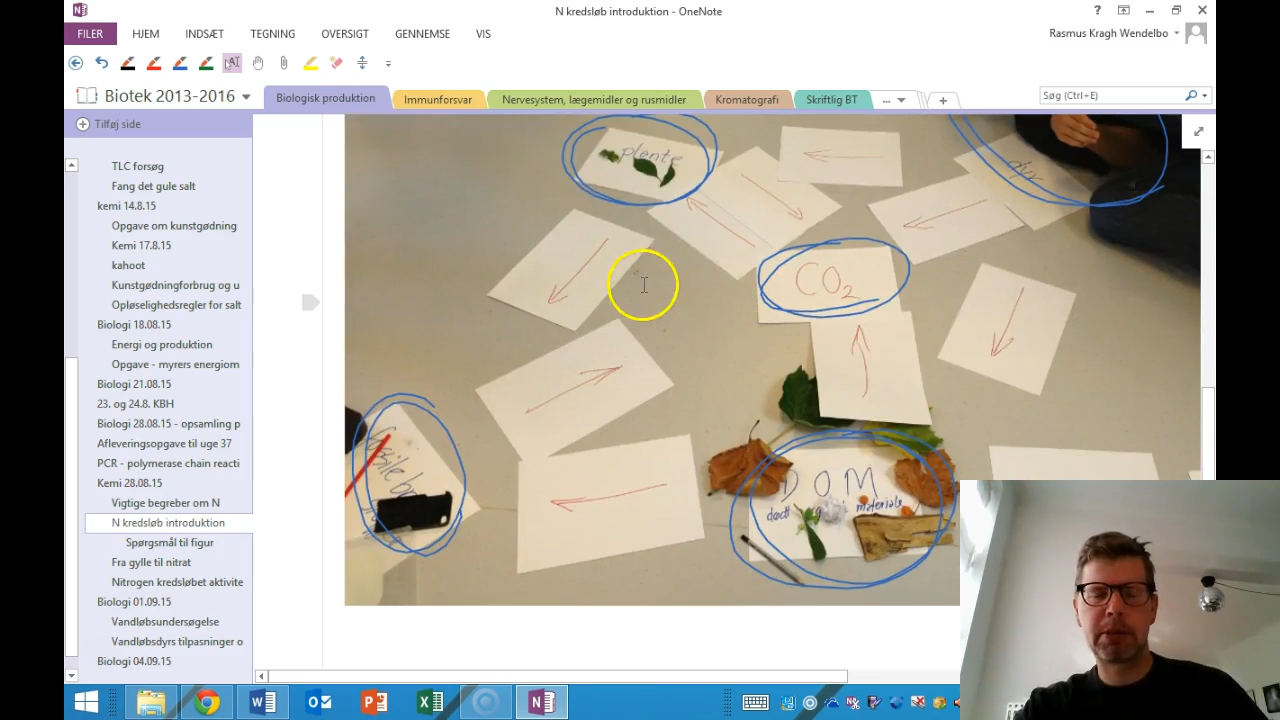 N kredsløb introduktion - OneNote
?
FILER HJEM INDSÆT TEGNING OVERSIGT GENNEMSE VIS
Rasmus Kragh Wendelbo
Biotek 2013-2016
Biologisk produktion
Immunforsvar
Nervesystem, lægemidler og rusmidler
Kromatografi
Skriftlig BT
...
Søg (Ctrl+E)
Tilføj side
TLC forsøg
Fang det gule salt
kemi 14.8.15
Opgave om kunstgødning
Kemi 17.8.15
kahoot
Kunstgødningforbrug og u
Opløselighedsregler for salt
Biologi 18.08.15
Energi og produktion
Opgave - myrers energiom
Biologi 21.08.15
23. og 24.8. KBH
Biologi 28.08.15 - opsamling p
Afleveringsopgave til uge 37
PCR - polymerase chain reacti
Kemi 28.08.15
Vigtige begreber om N
N kredsløb introduktion
Spørgsmål til figur
Fra gylle til nitrat
Nitrogen kredsløbet aktivite
Biologi 01.09.15
Vandløbsundersøgelse
Vandløbsdyrs tilpasninger o
Biologi 04.09.15
plante
dyr
CO2
DOM
dødt
materiale